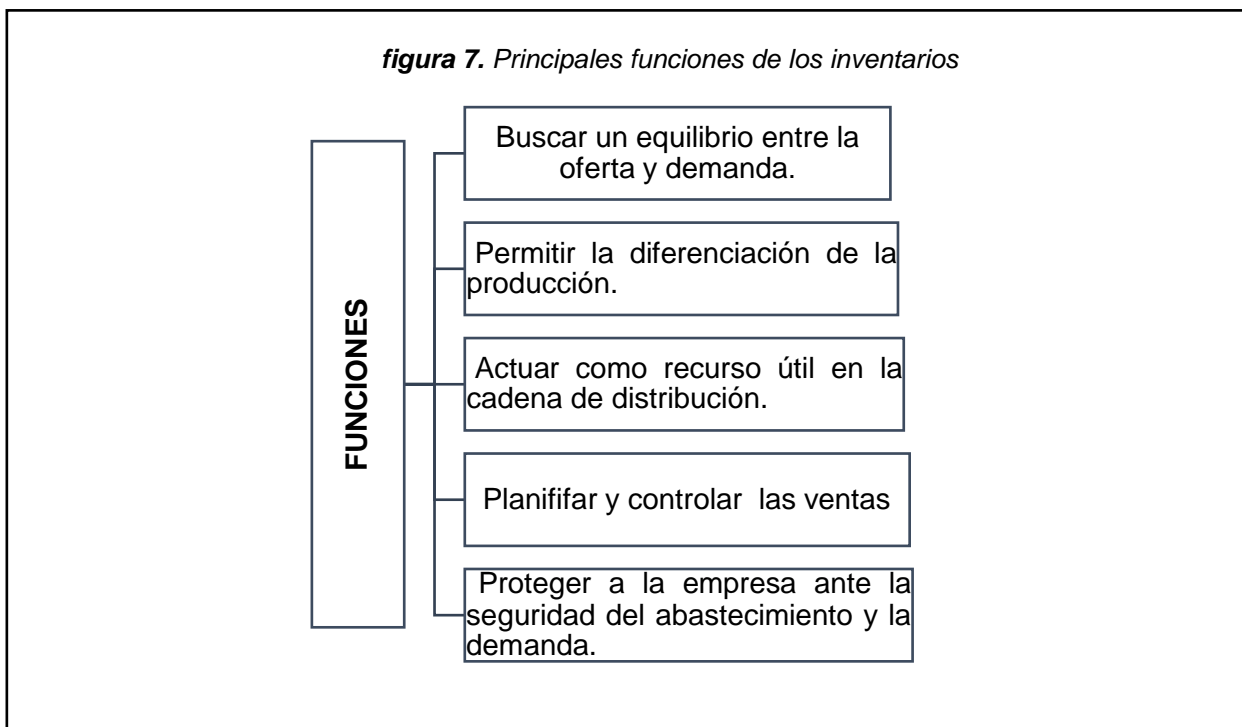 figura 7. Principales funciones de los inventarios
FUNCIONES
Buscar un equilibrio entre la
oferta y demanda.
Permitir la diferenciación de la
producción.
Actuar como recurso útil en la
cadena de distribución.
Planififar y controlar las ventas
Proteger a la empresa ante la
seguridad del abastecimiento y la
demanda.